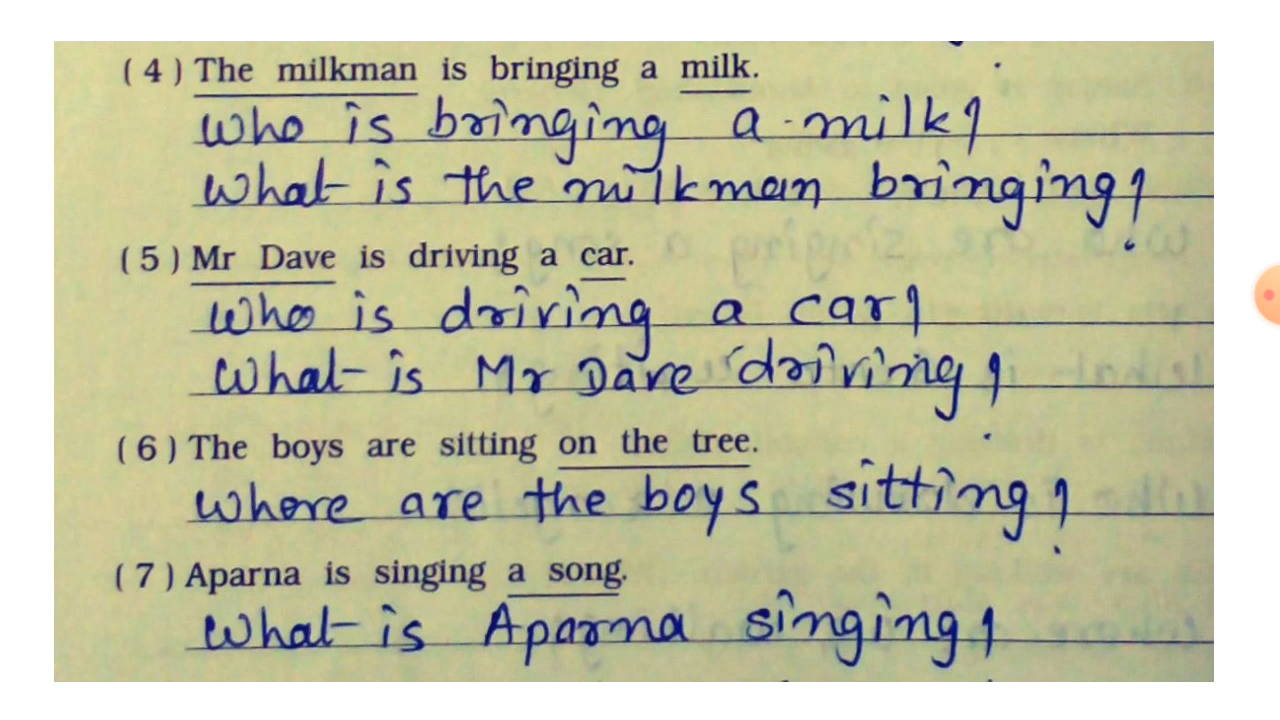 ( 4 ) The milkman is bringing a milk.
Who is bringing a milk?
What is the milkman bringing?
( 5 ) Mr Dave is driving a car.
Who is driving a car?
What is Mr Dave driving?
( 6 ) The boys are sitting on the tree.
Where are the boys sitting?
( 7 ) Aparna is singing a song.
What is Aparna singing?